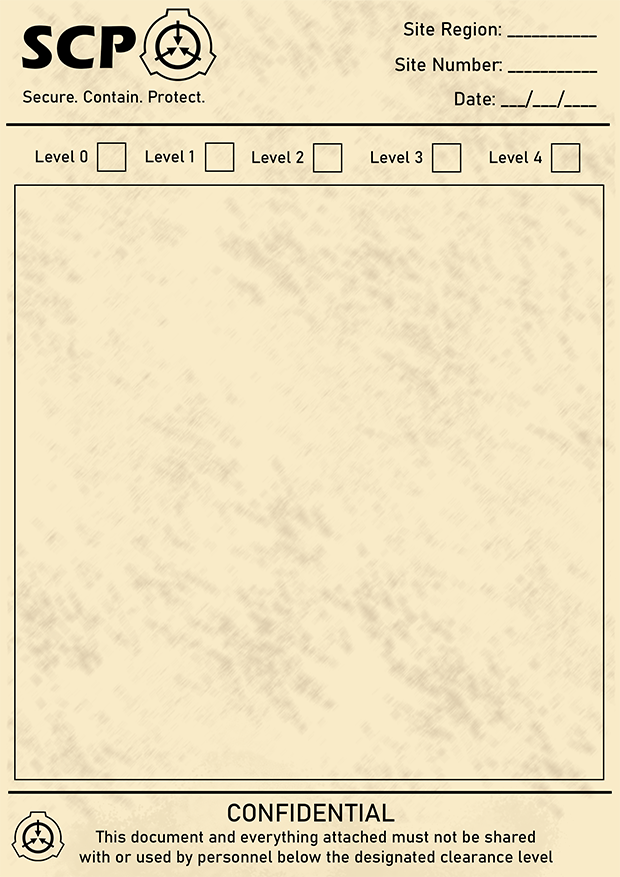 SCP
Secure. Contain. Protect.
Site Region: ___________
Site Number: __________
Date: ___/___/____
Level 0 Level 1 Level 2 Level 3 Level 4
CONFIDENTIAL
This document and everything attached must not be shared
with or used by personnel below the designated clearance level